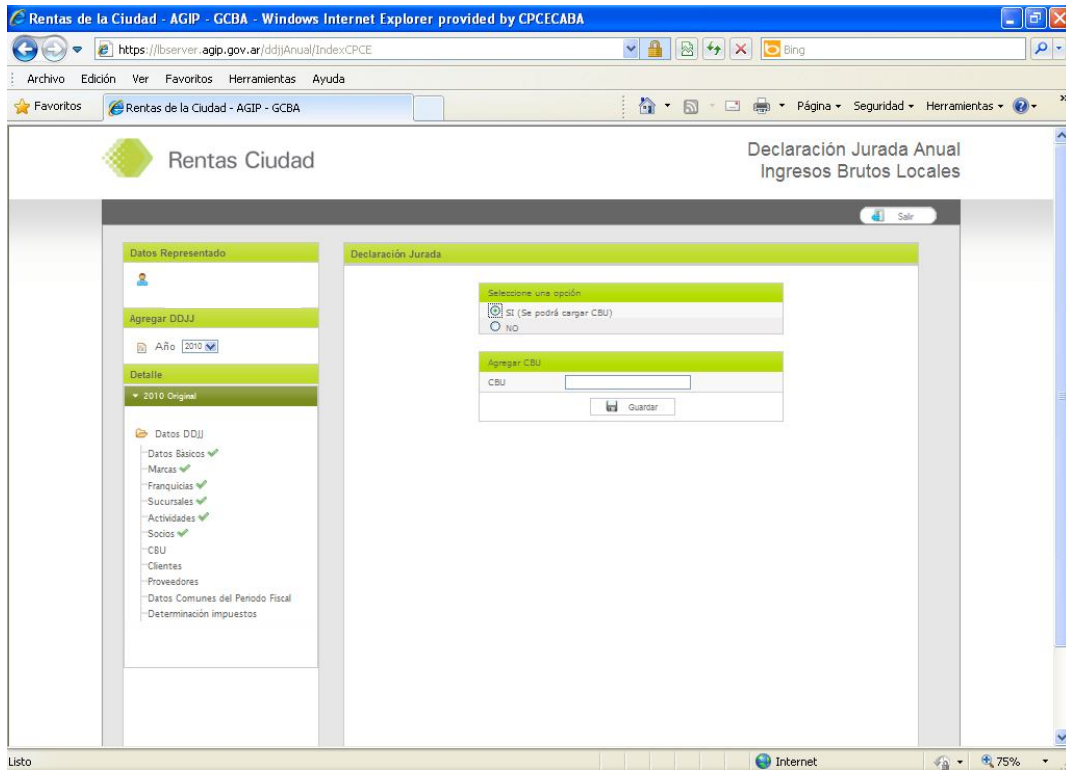 Rentas de la Ciudad - AGIP - GCBA - Windows Internet Explorer provided by CPCECABA
https://lbserver.agip.gov.ar/ddjjAnual/IndexCPCE
Bing
Archivo Edición Ver Favoritos Herramientas Ayuda
Favoritos
Rentas de la Ciudad - AGIP - GCBA
Página Seguridad Herramientas
Rentas Ciudad
Declaración Jurada Anual
Ingresos Brutos Locales
Salir
Datos Representado
Agregar DDJJ
Año 2010
Detalle
2010 Original
Datos DDJJ
Datos Básicos
Marcas
Franquicias
Sucursales
Actividades
Socios
CBU
Clientes
Proveedores
Datos Comunes del Periodo Fiscal
Determinación impuestos
Declaración Jurada
Seleccione una opción
SI (Se podrá cargar CBU)
NO
Agregar CBU
CBU
Guardar
Listo
Internet
75%